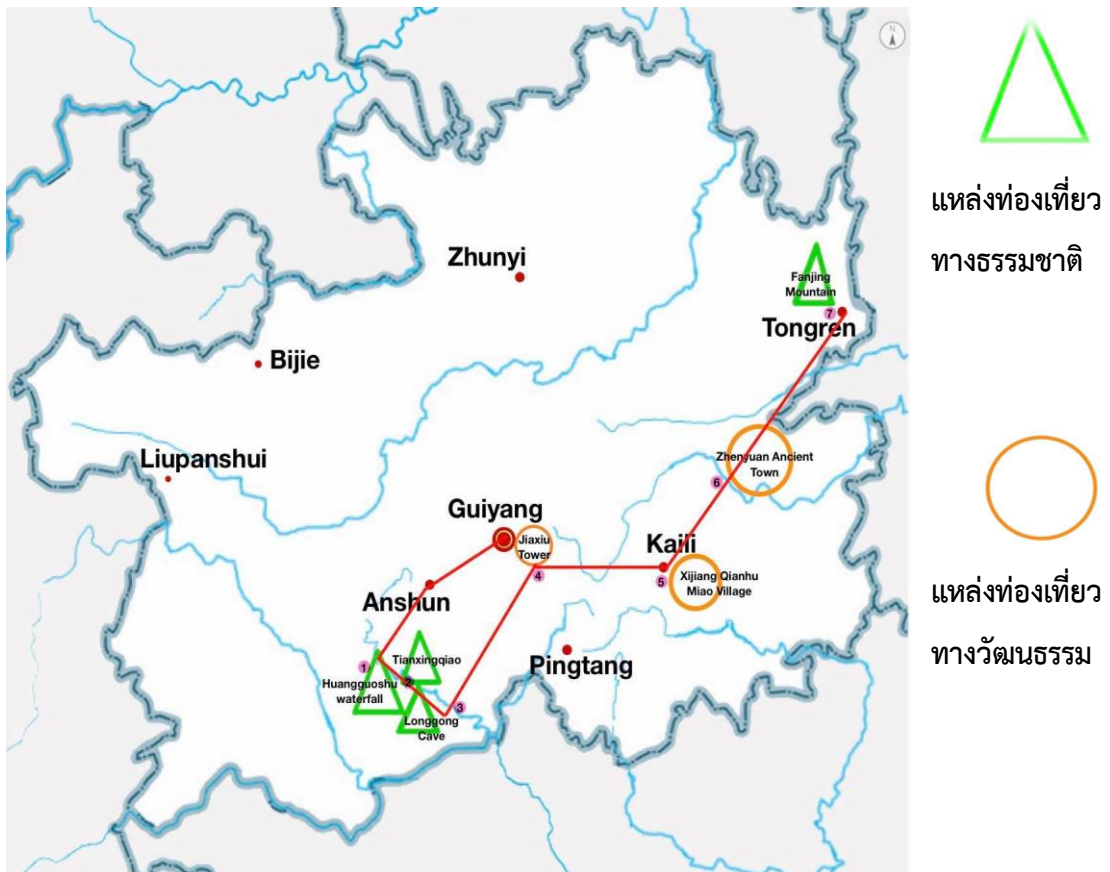 N
Zhunyi
Fanjing
Mountain
7
Tongren
Bijie
Liupanshui
Zhenyuan Ancient
Town
6
Guiyang
Jiaxiu
Tower
4
Kaili
5
Xijiang Qianhu
Miao Village
Anshun
Pingtang
1
Tianxingqiao
2
Huangguoshu
waterfall
3
Longgong
Cave
แหล่งท่องเที่ยว
ทางธรรมชาติ
แหล่งท่องเที่ยว
ทางวัฒนธรรม